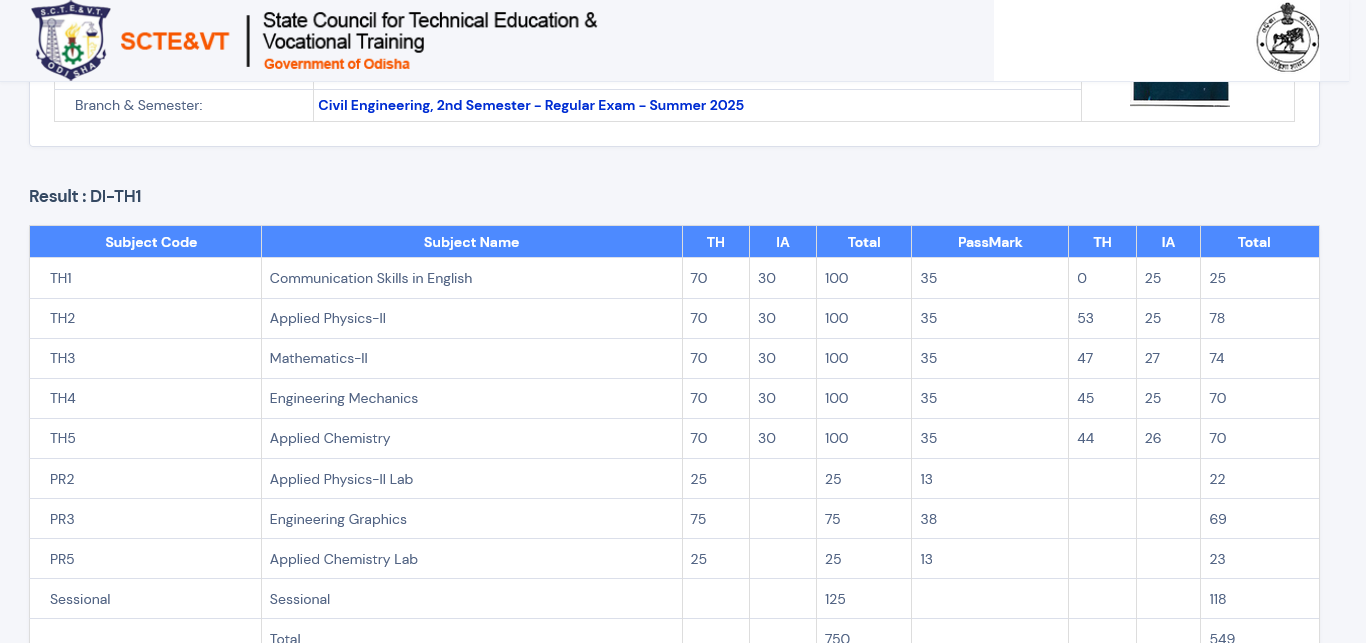 S.C.T.E.&V.T.
ODISHA
SCTE&VT
State Council for Technical Education &
Vocational Training
Government of Odisha
Branch & Semester: Civil Engineering, 2nd Semester - Regular Exam - Summer 2025
Result : DI-TH1
Subject Code Subject Name TH IA Total PassMark TH IA Total
TH1 Communication Skills in English 70 30 100 35 0 25 25
TH2 Applied Physics-II 70 30 100 35 53 25 78
TH3 Mathematics-II 70 30 100 35 47 27 74
TH4 Engineering Mechanics 70 30 100 35 45 25 70
TH5 Applied Chemistry 70 30 100 35 44 26 70
PR2 Applied Physics-II Lab 25 25 13 22
PR3 Engineering Graphics 75 75 38 69
PR5 Applied Chemistry Lab 25 25 13 23
Sessional Sessional 125 118
Total 750 549